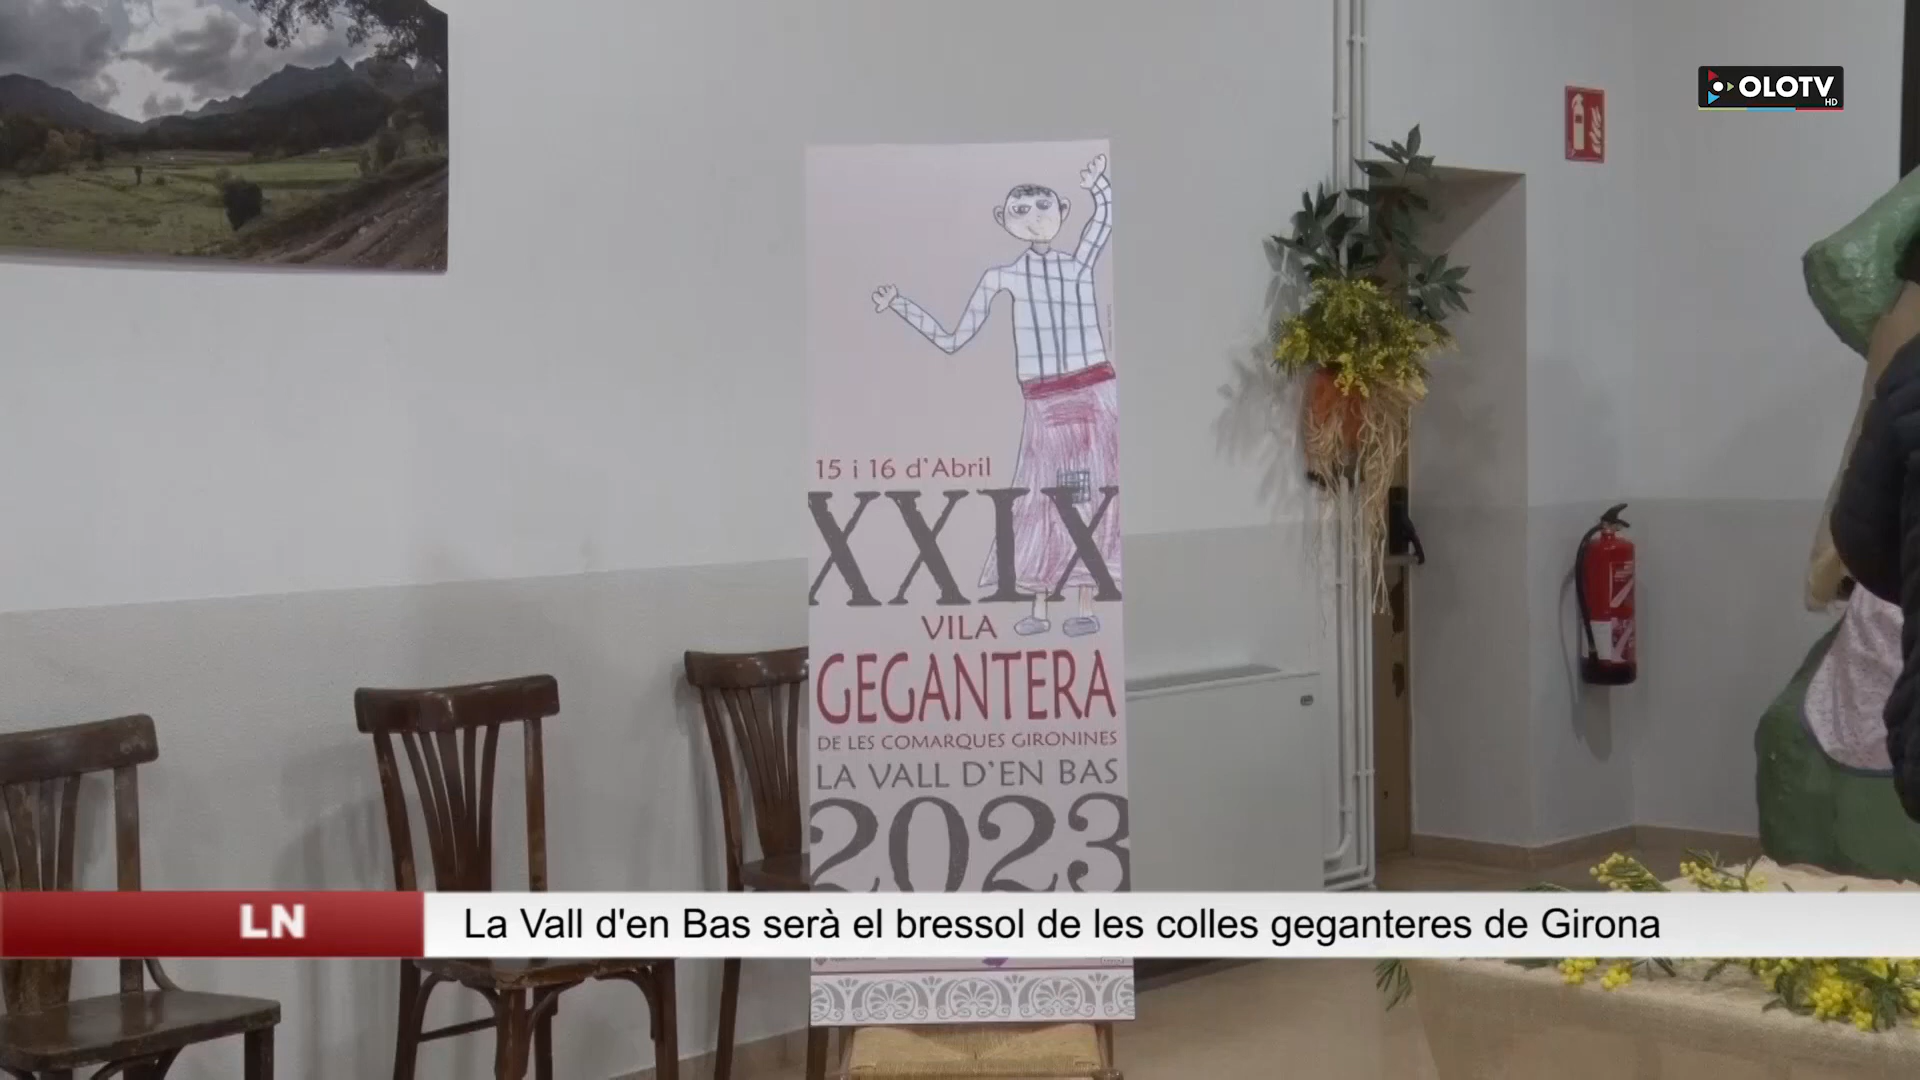 OLOTV
HD
15 i 16 d'Abril
XXIX
VILA
GEGANTERA
DE LES COMARQUES GIRONINES
LA VALL D'EN BAS
2023
LN
La Vall d'en Bas serà el bressol de les colles geganteres de Girona